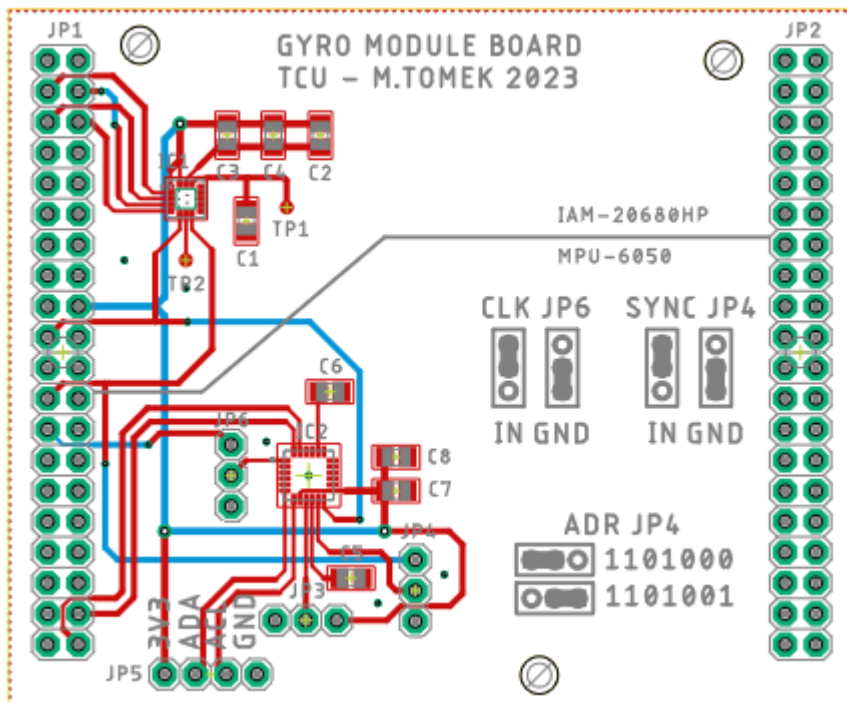 JP1
JP2
GYRO MODULE BOARD
TCU – M.TOMEK 2023
IC1
C3 C4 C2
TP1
C1
TP2
IAM-20680HP
MPU-6050
CLK JP6 SYNC JP4
IN GND IN GND
C6
JP6
IC2
C8
C7
JP4
ADR JP4
1101000
1101001
C5
JP3
3V3
ADA
ACL
GND
JP5